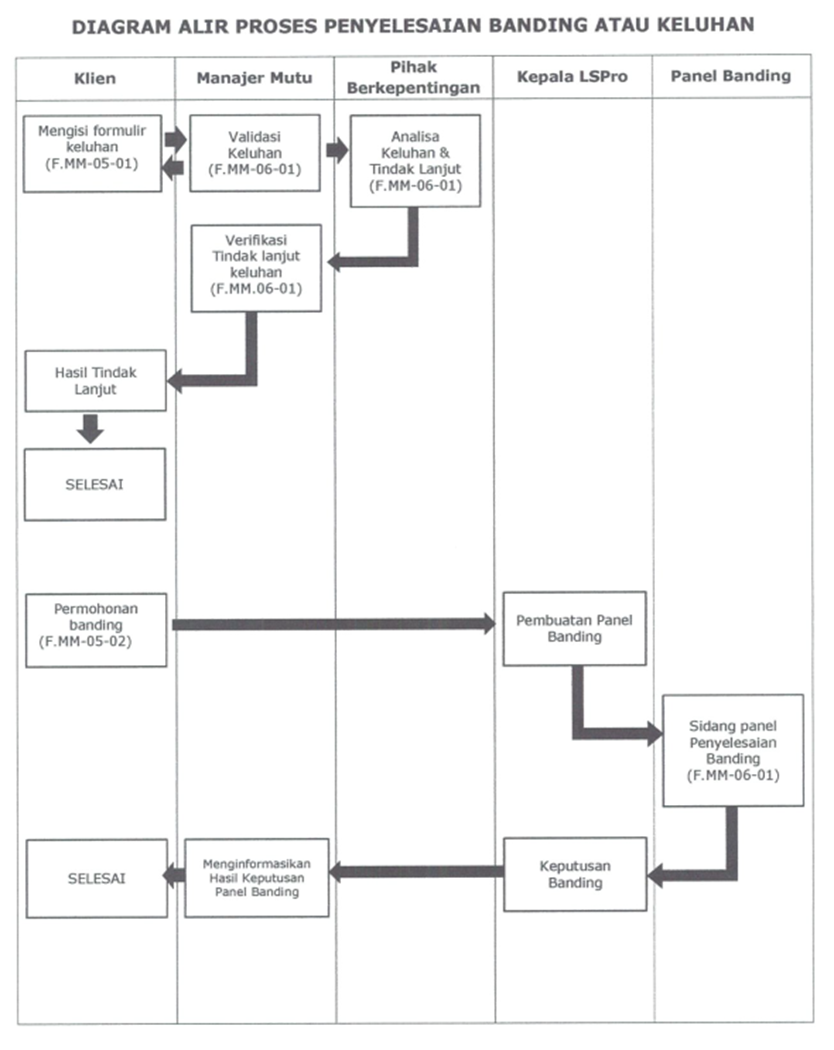 DIAGRAM ALIR PROSES PENYELESAIAN BANDING ATAU KELUHAN
Klien
Manajer Mutu
Pihak
Berkepentingan
Kepala LSPro
Panel Banding
Mengisi formulir
keluhan
(F.MM-05-01)
Validasi
Keluhan
(F.MM-06-01)
Analisa
Keluhan &
Tindak Lanjut
(F.MM-06-01)
Verifikasi
Tindak lanjut
keluhan
(F.MM.06-01)
Hasil Tindak
Lanjut
SELESAI
Permohonan
banding
(F.MM-05-02)
Pembuatan Panel
Banding
Sidang panel
Penyelesaian
Banding
(F.MM-06-01)
SELESAI
Menginformasikan
Hasil Keputusan
Panel Banding
Keputusan
Banding